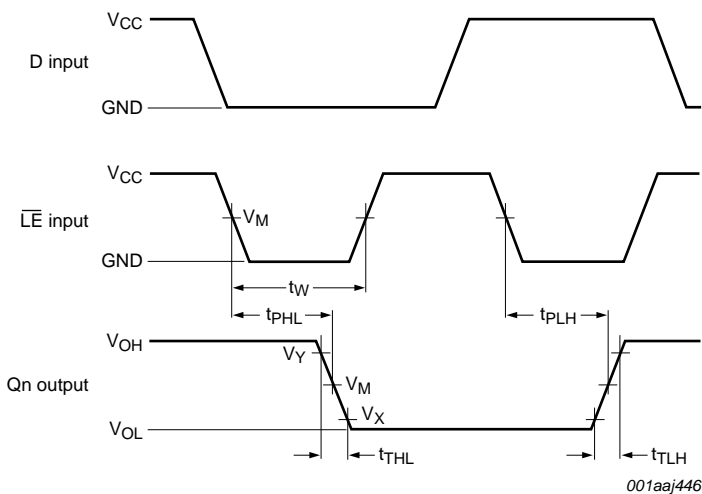 VCC
D input
GND
VCC
LE input
VM
GND
tW
tPHL
tPLH
VOH
VY
Qn output
VM
VX
VOL
tTHL
tTLH
001aaj446